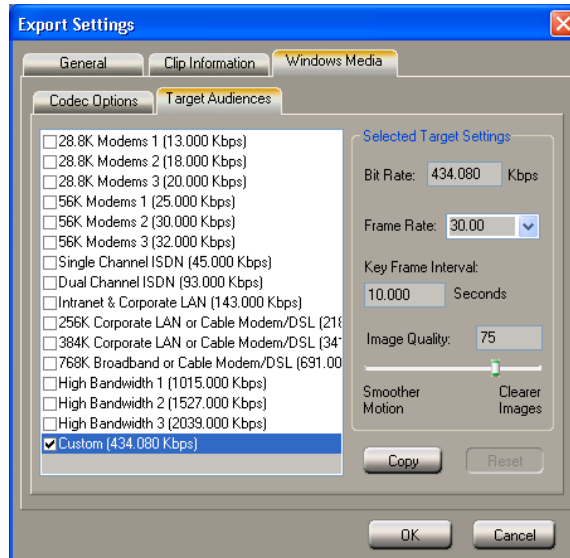 Export Settings
General
Clip Information
Windows Media
Codec Options
Target Audiences
28.8K Modems 1 (13.000 Kbps)
28.8K Modems 2 (18.000 Kbps)
28.8K Modems 3 (20.000 Kbps)
56K Modems 1 (25.000 Kbps)
56K Modems 2 (30.000 Kbps)
56K Modems 3 (32.000 Kbps)
Single Channel ISDN (45.000 Kbps)
Dual Channel ISDN (93.000 Kbps)
Intranet & Corporate LAN (143.000 Kbps)
256K Corporate LAN or Cable Modem/DSL (218
384K Corporate LAN or Cable Modem/DSL (347
768K Broadband or Cable Modem/DSL (691.00
High Bandwidth 1 (1015.000 Kbps)
High Bandwidth 2 (1527.000 Kbps)
High Bandwidth 3 (2039.000 Kbps)
Custom (434.080 Kbps)
Selected Target Settings
Bit Rate: 434.080 Kbps
Frame Rate: 30.00
Key Frame Interval:
10.000 Seconds
Image Quality: 75
Smoother Clearer
Motion Images
Copy Reset
OK Cancel